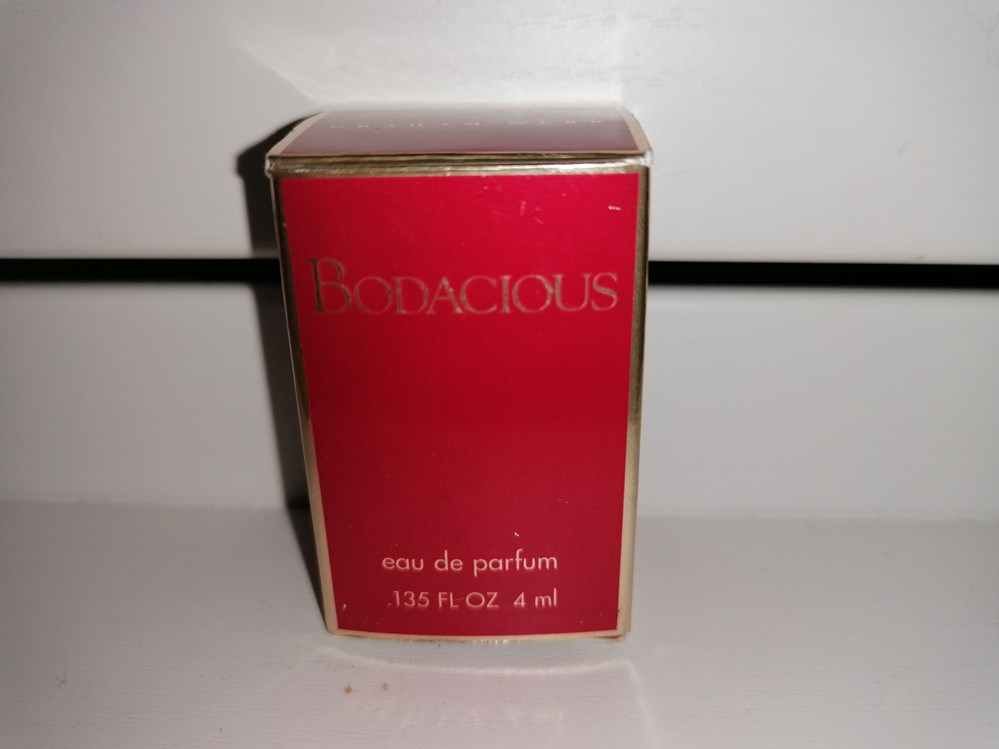 BODACIOUS
eau de parfum
.135 FL OZ 4 ml